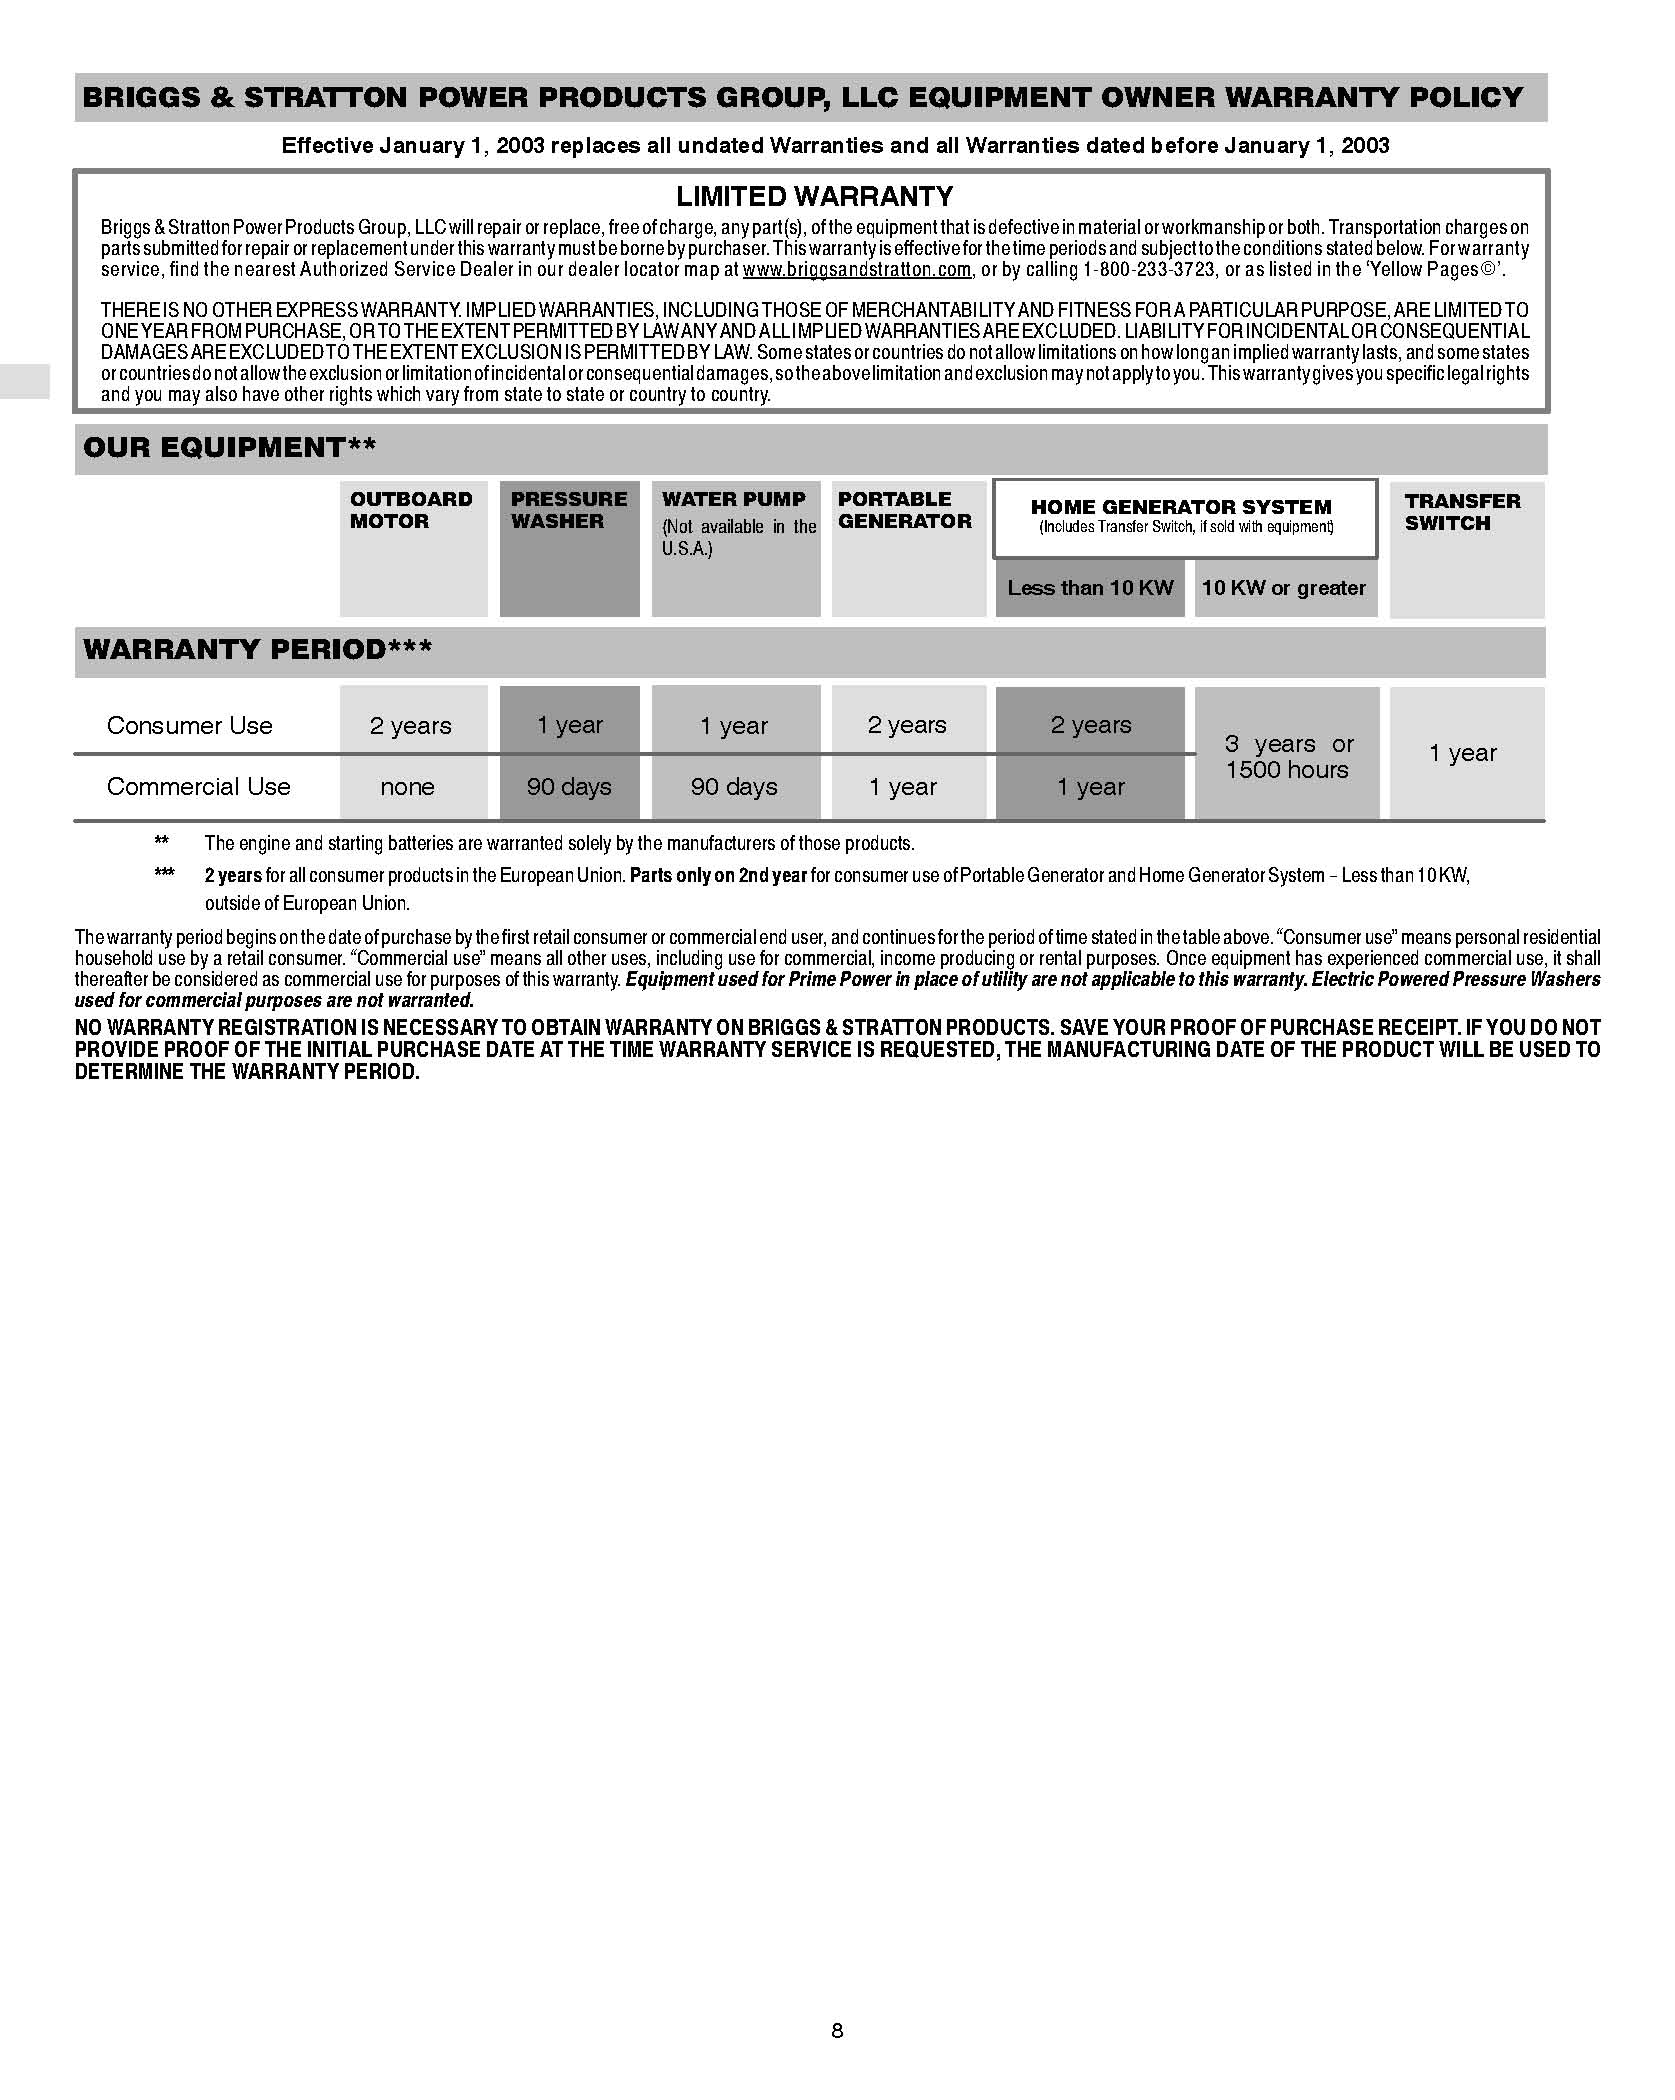 BRIGGS & STRATTON POWER PRODUCTS GROUP, LLC EQUIPMENT OWNER WARRANTY POLICY
Effective January 1, 2003 replaces all undated Warranties and all Warranties dated before January 1, 2003
LIMITED WARRANTY
Briggs & Stratton Power Products Group, LLC will repair or replace, free of charge, any part(s), of the equipment that is defective in material or workmanship or both. Transportation charges on
parts submitted for repair or replacement under this warranty must be borne by purchaser. This warranty is effective for the time periods and subject to the conditions stated below. For warranty
service, find the nearest Authorized Service Dealer in our dealer locator map at www.briggsandstratton.com, or by calling 1-800-233-3723, or as listed in the ‘Yellow Pages©’.
THERE IS NO OTHER EXPRESS WARRANTY. IMPLIED WARRANTIES, INCLUDING THOSE OF MERCHANTABILITY AND FITNESS FOR A PARTICULAR PURPOSE, ARE LIMITED TO
ONE YEAR FROM PURCHASE, OR TO THE EXTENT PERMITTED BY LAW ANY AND ALL IMPLIED WARRANTIES ARE EXCLUDED. LIABILITY FOR INCIDENTAL OR CONSEQUENTIAL
DAMAGES ARE EXCLUDED TO THE EXTENT EXCLUSION IS PERMITTED BY LAW. Some states or countries do not allow limitations on how long an implied warranty lasts, and some states
or countries do not allow the exclusion or limitation of incidental or consequential damages, so the above limitation and exclusion may not apply to you. This warranty gives you specific legal rights
and you may also have other rights which vary from state to state or country to country.
OUR EQUIPMENT**
OUTBOARD
MOTOR
PRESSURE
WASHER
WATER PUMP
(Not available in the
U.S.A.)
PORTABLE
GENERATOR
HOME GENERATOR SYSTEM
(Includes Transfer Switch, if sold with equipment)
Less than 10 KW
10 KW or greater
TRANSFER
SWITCH
WARRANTY PERIOD***
Consumer Use
2 years
1 year
1 year
2 years
2 years
3 years or
1500 hours
1 year
Commercial Use
none
90 days
90 days
1 year
1 year
** The engine and starting batteries are warranted solely by the manufacturers of those products.
*** 2 years for all consumer products in the European Union. Parts only on 2nd year for consumer use of Portable Generator and Home Generator System – Less than 10 KW,
outside of European Union.
The warranty period begins on the date of purchase by the first retail consumer or commercial end user, and continues for the period of time stated in the table above. “Consumer use” means personal residential
household use by a retail consumer. “Commercial use” means all other uses, including use for commercial, income producing or rental purposes. Once equipment has experienced commercial use, it shall
thereafter be considered as commercial use for purposes of this warranty. Equipment used for Prime Power in place of utility are not applicable to this warranty. Electric Powered Pressure Washers
used for commercial purposes are not warranted.
NO WARRANTY REGISTRATION IS NECESSARY TO OBTAIN WARRANTY ON BRIGGS & STRATTON PRODUCTS. SAVE YOUR PROOF OF PURCHASE RECEIPT. IF YOU DO NOT
PROVIDE PROOF OF THE INITIAL PURCHASE DATE AT THE TIME WARRANTY SERVICE IS REQUESTED, THE MANUFACTURING DATE OF THE PRODUCT WILL BE USED TO
DETERMINE THE WARRANTY PERIOD.
8